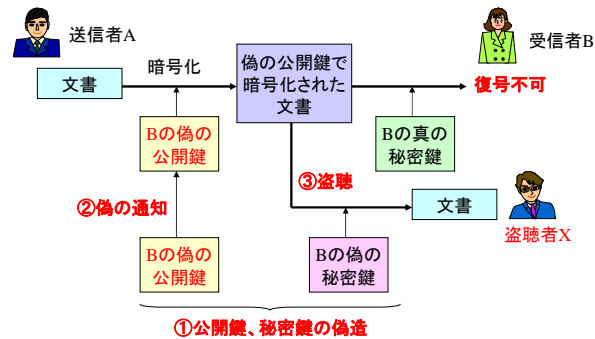 送信者A
受信者B
文書
暗号化
偽の公開鍵で
暗号化された
文書
復号不可
Bの偽の
公開鍵
Bの真の
秘密鍵
②偽の通知
③盗聴
文書
盗聴者X
Bの偽の
公開鍵
Bの偽の
秘密鍵
①公開鍵、秘密鍵の偽造